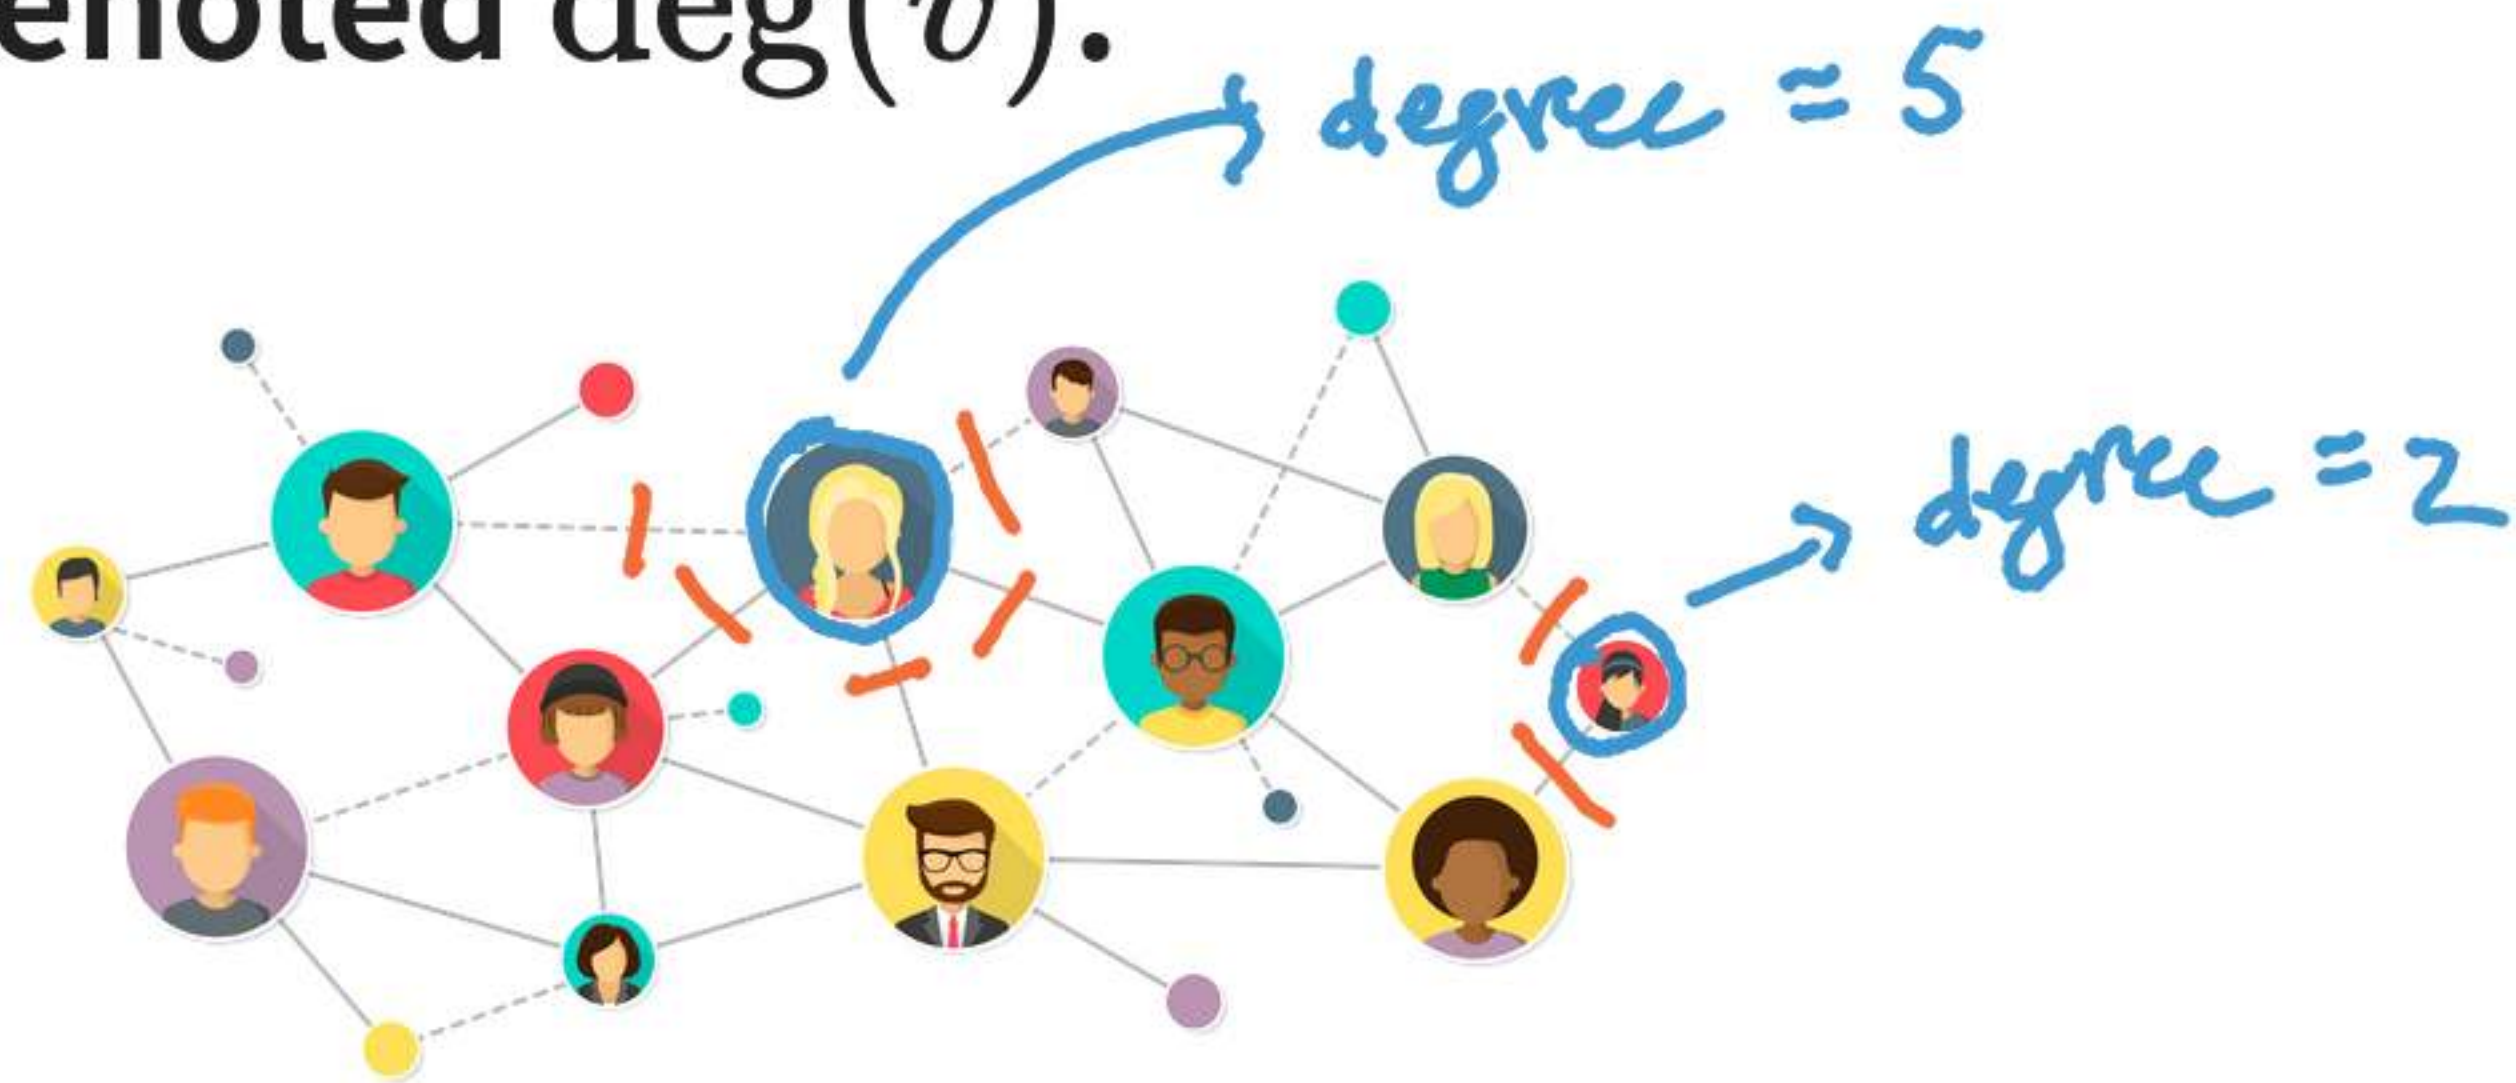 enoted deg(v).
degree = 5
degree = 2